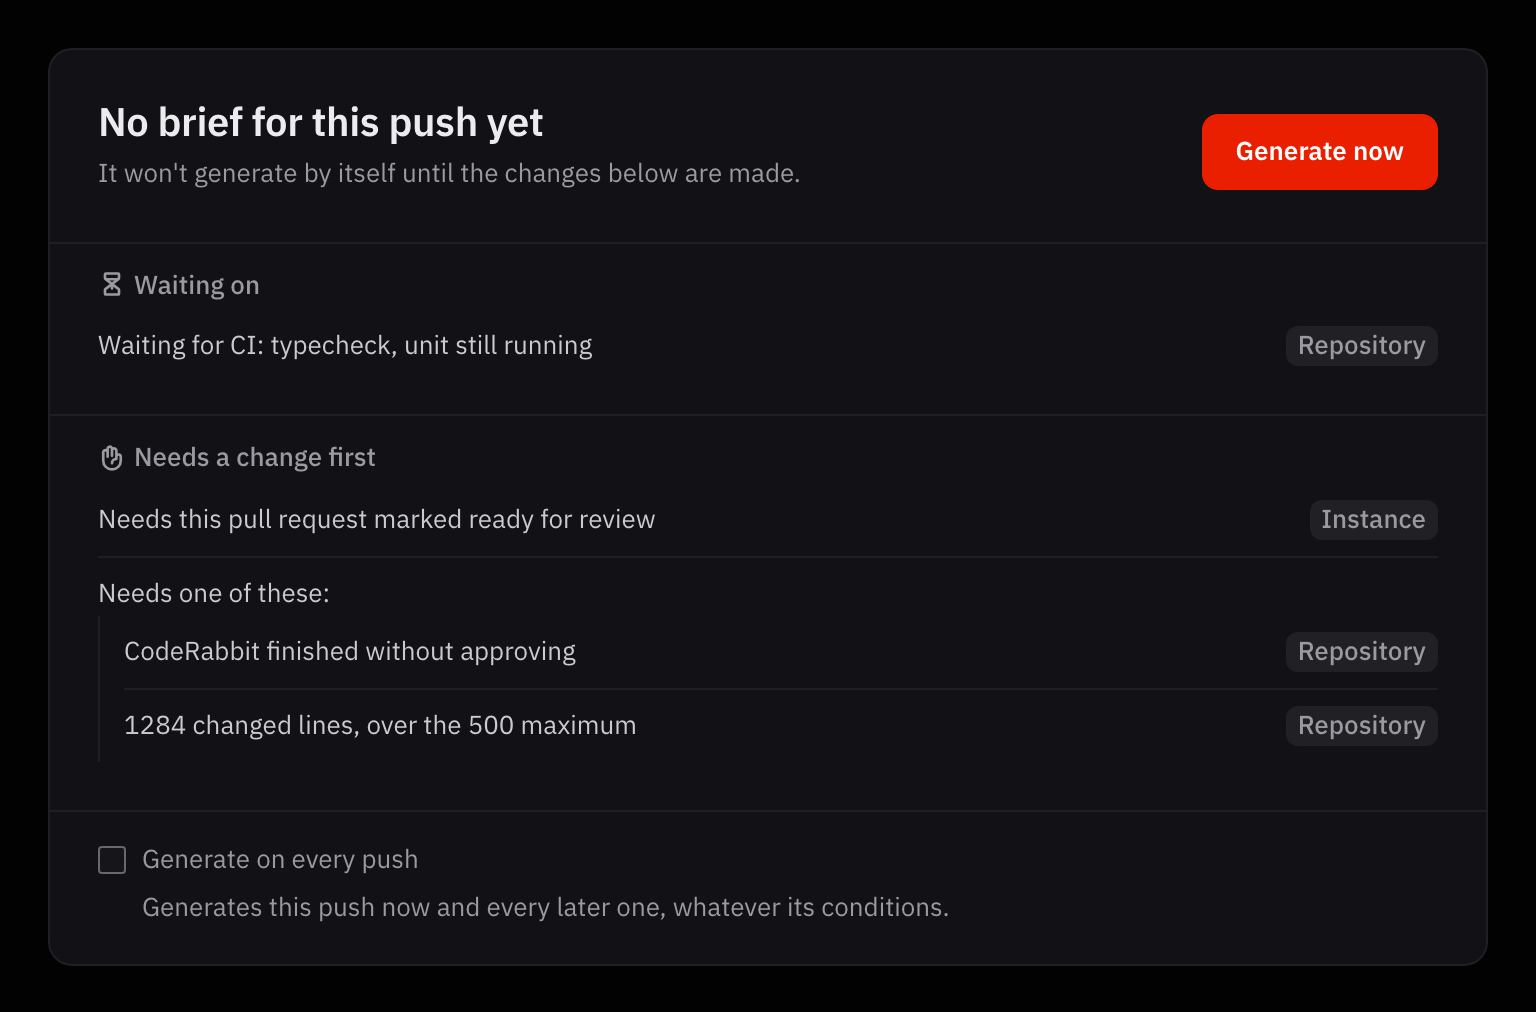 No brief for this push yet
It won't generate by itself until the changes below are made.
Generate now
Waiting on
Waiting for CI: typecheck, unit still running
Repository
Needs a change first
Needs this pull request marked ready for review
Instance
Needs one of these:
CodeRabbit finished without approving
Repository
1284 changed lines, over the 500 maximum
Repository
Generate on every push
Generates this push now and every later one, whatever its conditions.